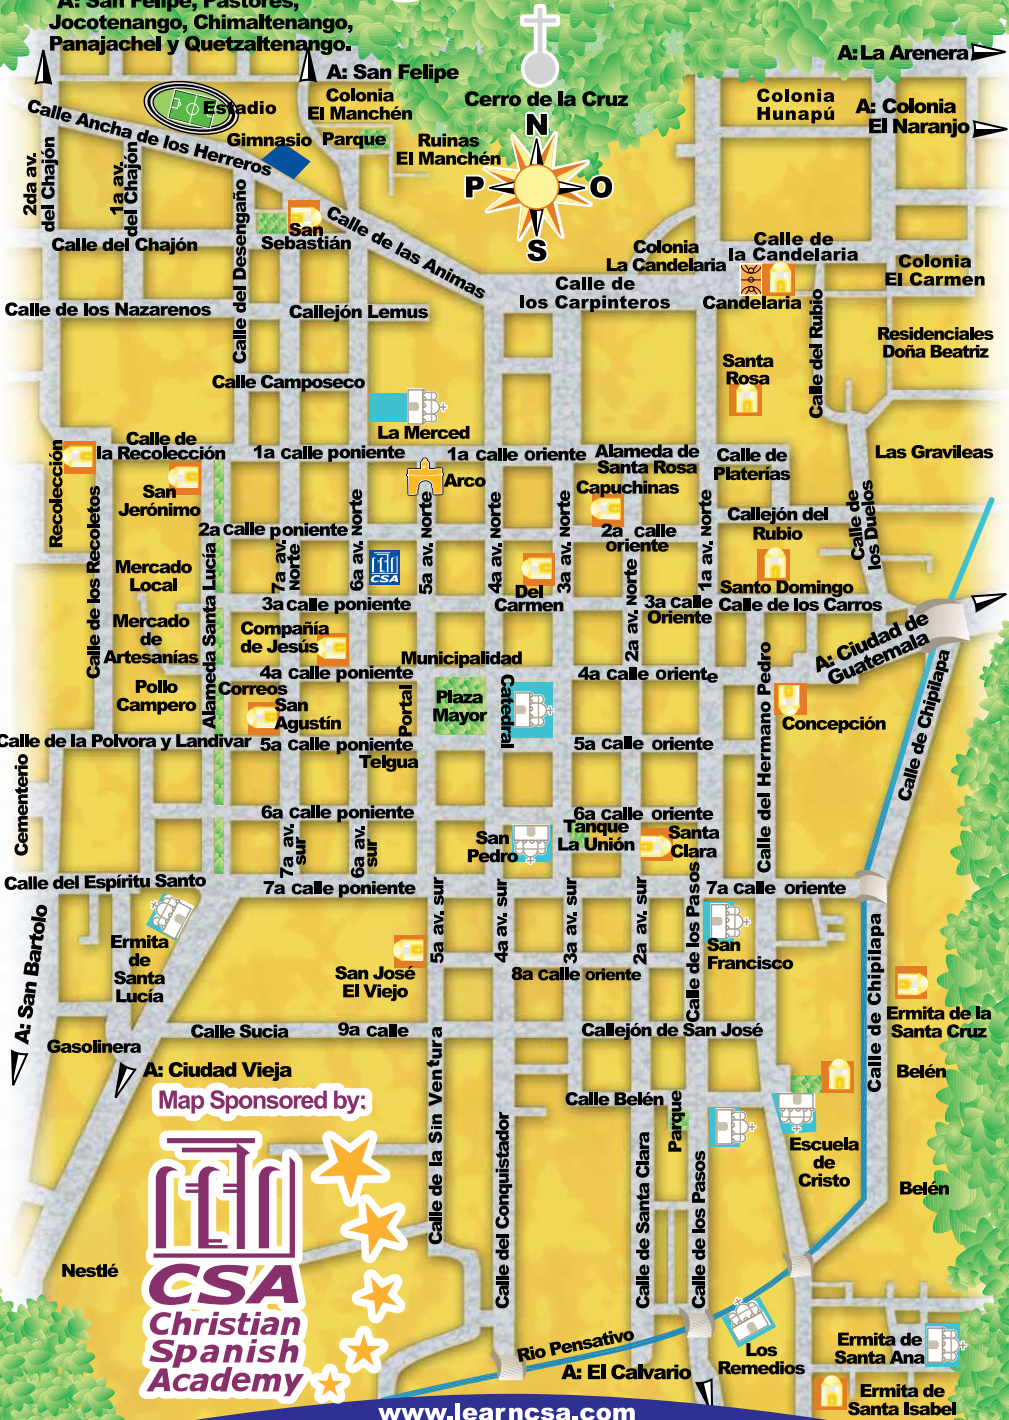 A: San Felipe, Pastores,
Jocotenango, Chimaltenango,
Panajachel y Quetzaltenango.
A: San Felipe
A: La Arenera
Cerro de la Cruz
Colonia
El Manchén
Colonia
Hunapú
A: Colonia
El Naranjo
Estadio
Calle Ancha de los Herreros
Gimnasio
Parque
Ruinas
El Manchén
N
P
O
S
2da av.
del Chajón
1a av.
del Chajón
Calle del Desengaño
San
Sebastián
Calle de las Animas
Calle del Chajón
Colonia
La Candelaria
Calle de
la Candelaria
Colonia
El Carmen
Calle de
los Carpinteros
Candelaria
Calle de los Nazarenos
Callejón Lemus
Calle del Rubio
Residenciales
Doña Beatriz
Santa
Rosa
Calle Camposeco
La Merced
Recolección
Calle de
la Recolección
1a calle poniente
1a calle oriente
Alameda de
Santa Rosa
Calle de
Platerías
Las Gravileas
San
Jerónimo
Arco
Capuchinas
Calle de los Recoletos
2a calle poniente
7a av.
Norte
6a av. Norte
5a av. Norte
4a av. Norte
3a av. Norte
2a calle
oriente
1a av. Norte
Callejón del
Rubio
Calle de
los Duelos
Mercado
Local
Alameda Santa Lucía
CSA
Del
Carmen
2a av. Norte
Santo Domingo
3a calle poniente
3a calle
Oriente
Calle de los Carros
Mercado
de
Artesanías
Compañía
de Jesús
Municipalidad
A: Ciudad de
Guatemala
4a calle poniente
4a calle oriente
Pollo
Campero
Correos
San
Agustín
Portal
Plaza
Mayor
Catedral
Calle del Hermano Pedro
Concepción
Calle de Chipilapa
Calle de la Polvora y Landivar
5a calle poniente
5a calle oriente
Telgua
Cementerio
6a calle poniente
6a calle oriente
7a av.
sur
6a av.
sur
San
Pedro
Tanque
La Unión
Santa
Clara
Calle del Espíritu Santo
7a calle poniente
7a calle oriente
5a av. sur
4a av. sur
3a av. sur
2a av. sur
Calle de los Pasos
A: San Bartolo
Ermita
de
Santa
Lucía
San José
El Viejo
8a calle oriente
San
Francisco
Calle de Chipilapa
Ermita de la
Santa Cruz
Calle Sucia
9a calle
Callejón de San José
Gasolinera
A: Ciudad Vieja
Belén
Map Sponsored by:
Calle de la Sin Ventura
Calle del Conquistador
Calle Belén
Parque
Calle de Santa Clara
Calle de los Pasos
Escuela
de
Cristo
Belén
Nestlé
CSA
Christian
Spanish
Academy
Rio Pensativo
A: El Calvario
Los
Remedios
Ermita de
Santa Ana
Ermita de
Santa Isabel
www.learncsa.com